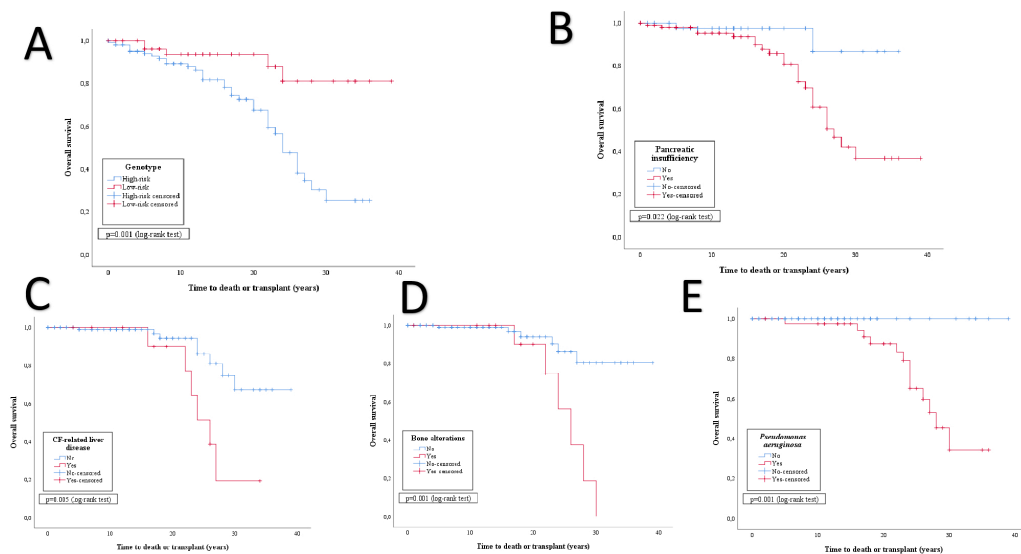 A
Overall survival
1,0
0,8
0,6
0,4
0,2
0,0
0
10
20
30
40
Time to death or transplant (years)
Genotype
High-risk
Low-risk
High-risk censored
Low-risk censored
p=0.001 (log-rank test)
B
Overall survival
1,0
0,8
0,6
0,4
0,2
0,0
0
10
20
30
40
Time to death or transplant (years)
Pancreatic
insufficiency
No
Yes
No-censored
Yes-censored
p=0.022 (log-rank test)
C
Overall survival
1,0
0,8
0,6
0,4
0,2
0,0
0
10
20
30
40
Time to death or transplant (years)
CF-related liver
disease
No
Yes
No-censored
Yes-censored
p=0.005 (log-rank test)
D
Overall survival
1,0
0,8
0,6
0,4
0,2
0,0
0
10
20
30
40
Time to death or transplant (years)
Bone alterations
No
Yes
No-censored
Yes censored
p=0.001 (log-rank test)
E
Overall survival
1,0
0,8
0,6
0,4
0,2
0,0
0
10
20
30
40
Time to death or transplant (years)
Pseudomonas
aeruginosa
No
Yes
No-censored
Yes-censored
p=0.001 (log-rank test)